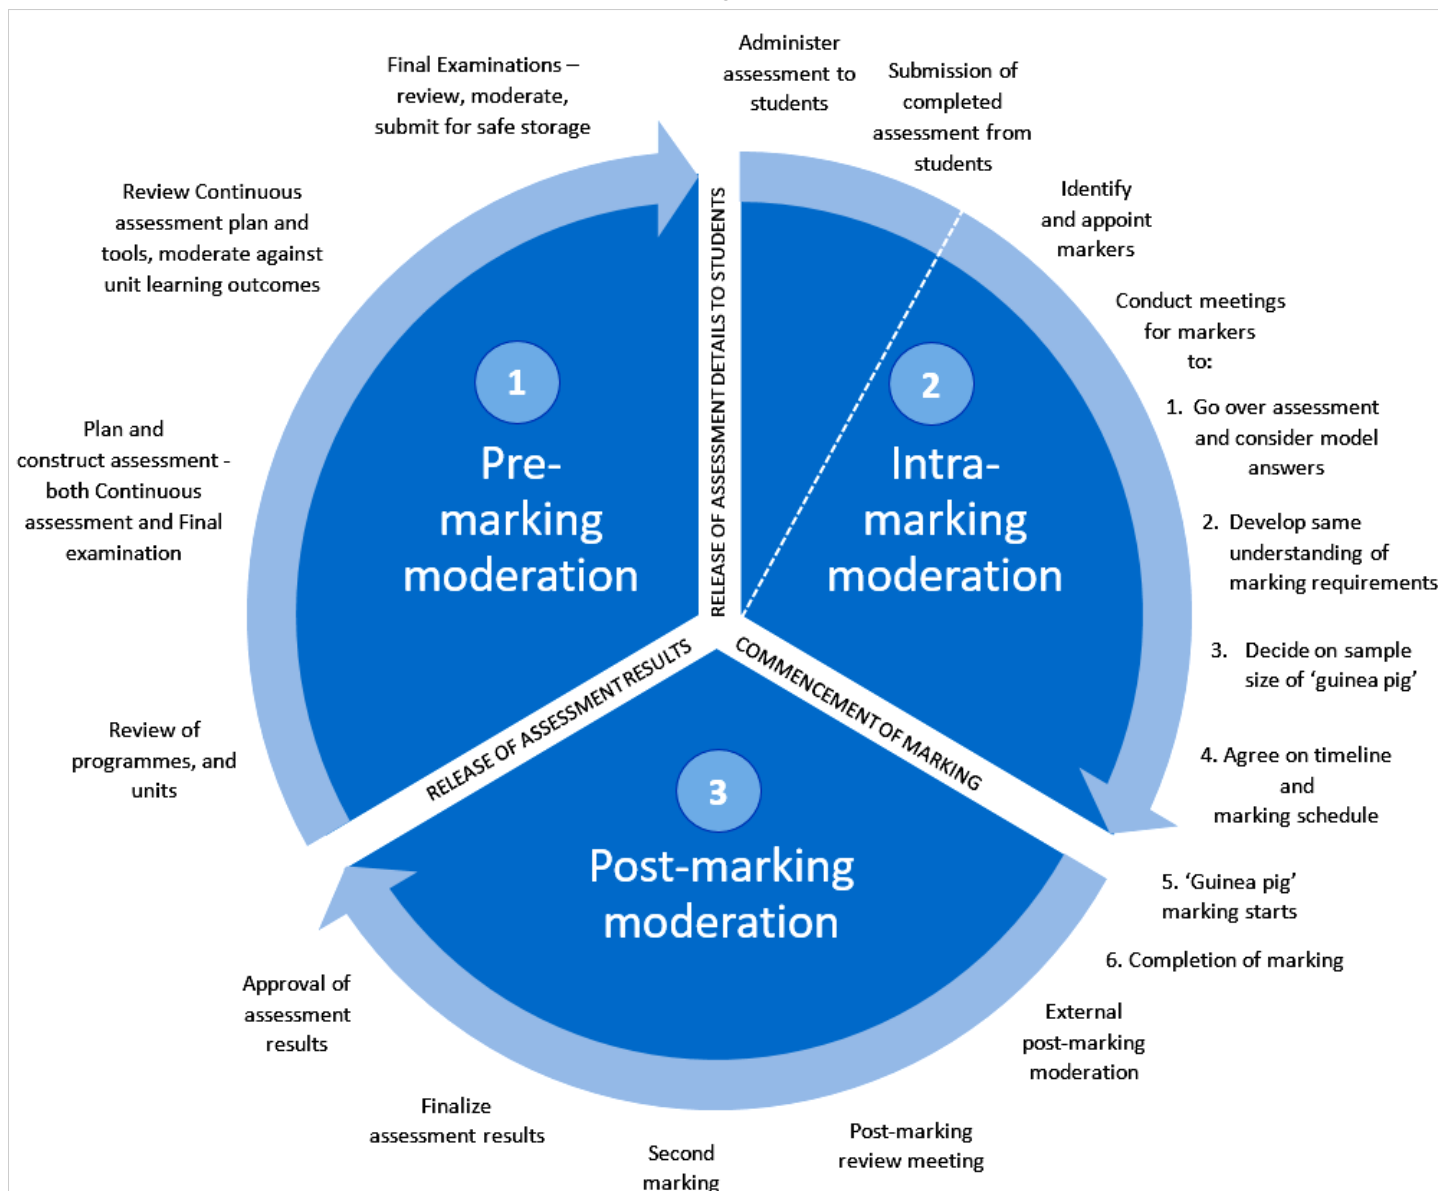 Final Examinations –
review, moderate,
submit for safe storage
Review Continuous
assessment plan and
tools, moderate against
unit learning outcomes
Plan and
construct assessment -
both Continuous
assessment and Final
examination
Review of
programmes, and
units
1
Pre-
marking
moderation
RELEASE OF ASSESSMENT DETAILS TO STUDENTS
Administer
assessment to
students
Submission of
completed
assessment from
students
Identify
and appoint
markers
Conduct meetings
for markers
to:
1. Go over assessment
and consider model
answers
2. Develop same
understanding of
marking requirements
3. Decide on sample
size of ‘guinea pig’
4. Agree on timeline
and
marking schedule
5. ‘Guinea pig’
marking starts
6. Completion of marking
2
Intra-
marking
moderation
COMMENCEMENT OF MARKING
External
post-marking
moderation
Post-marking
review meeting
Second
marking
Finalize
assessment results
Approval of
assessment
results
3
Post-marking
moderation
RELEASE OF ASSESSMENT RESULTS